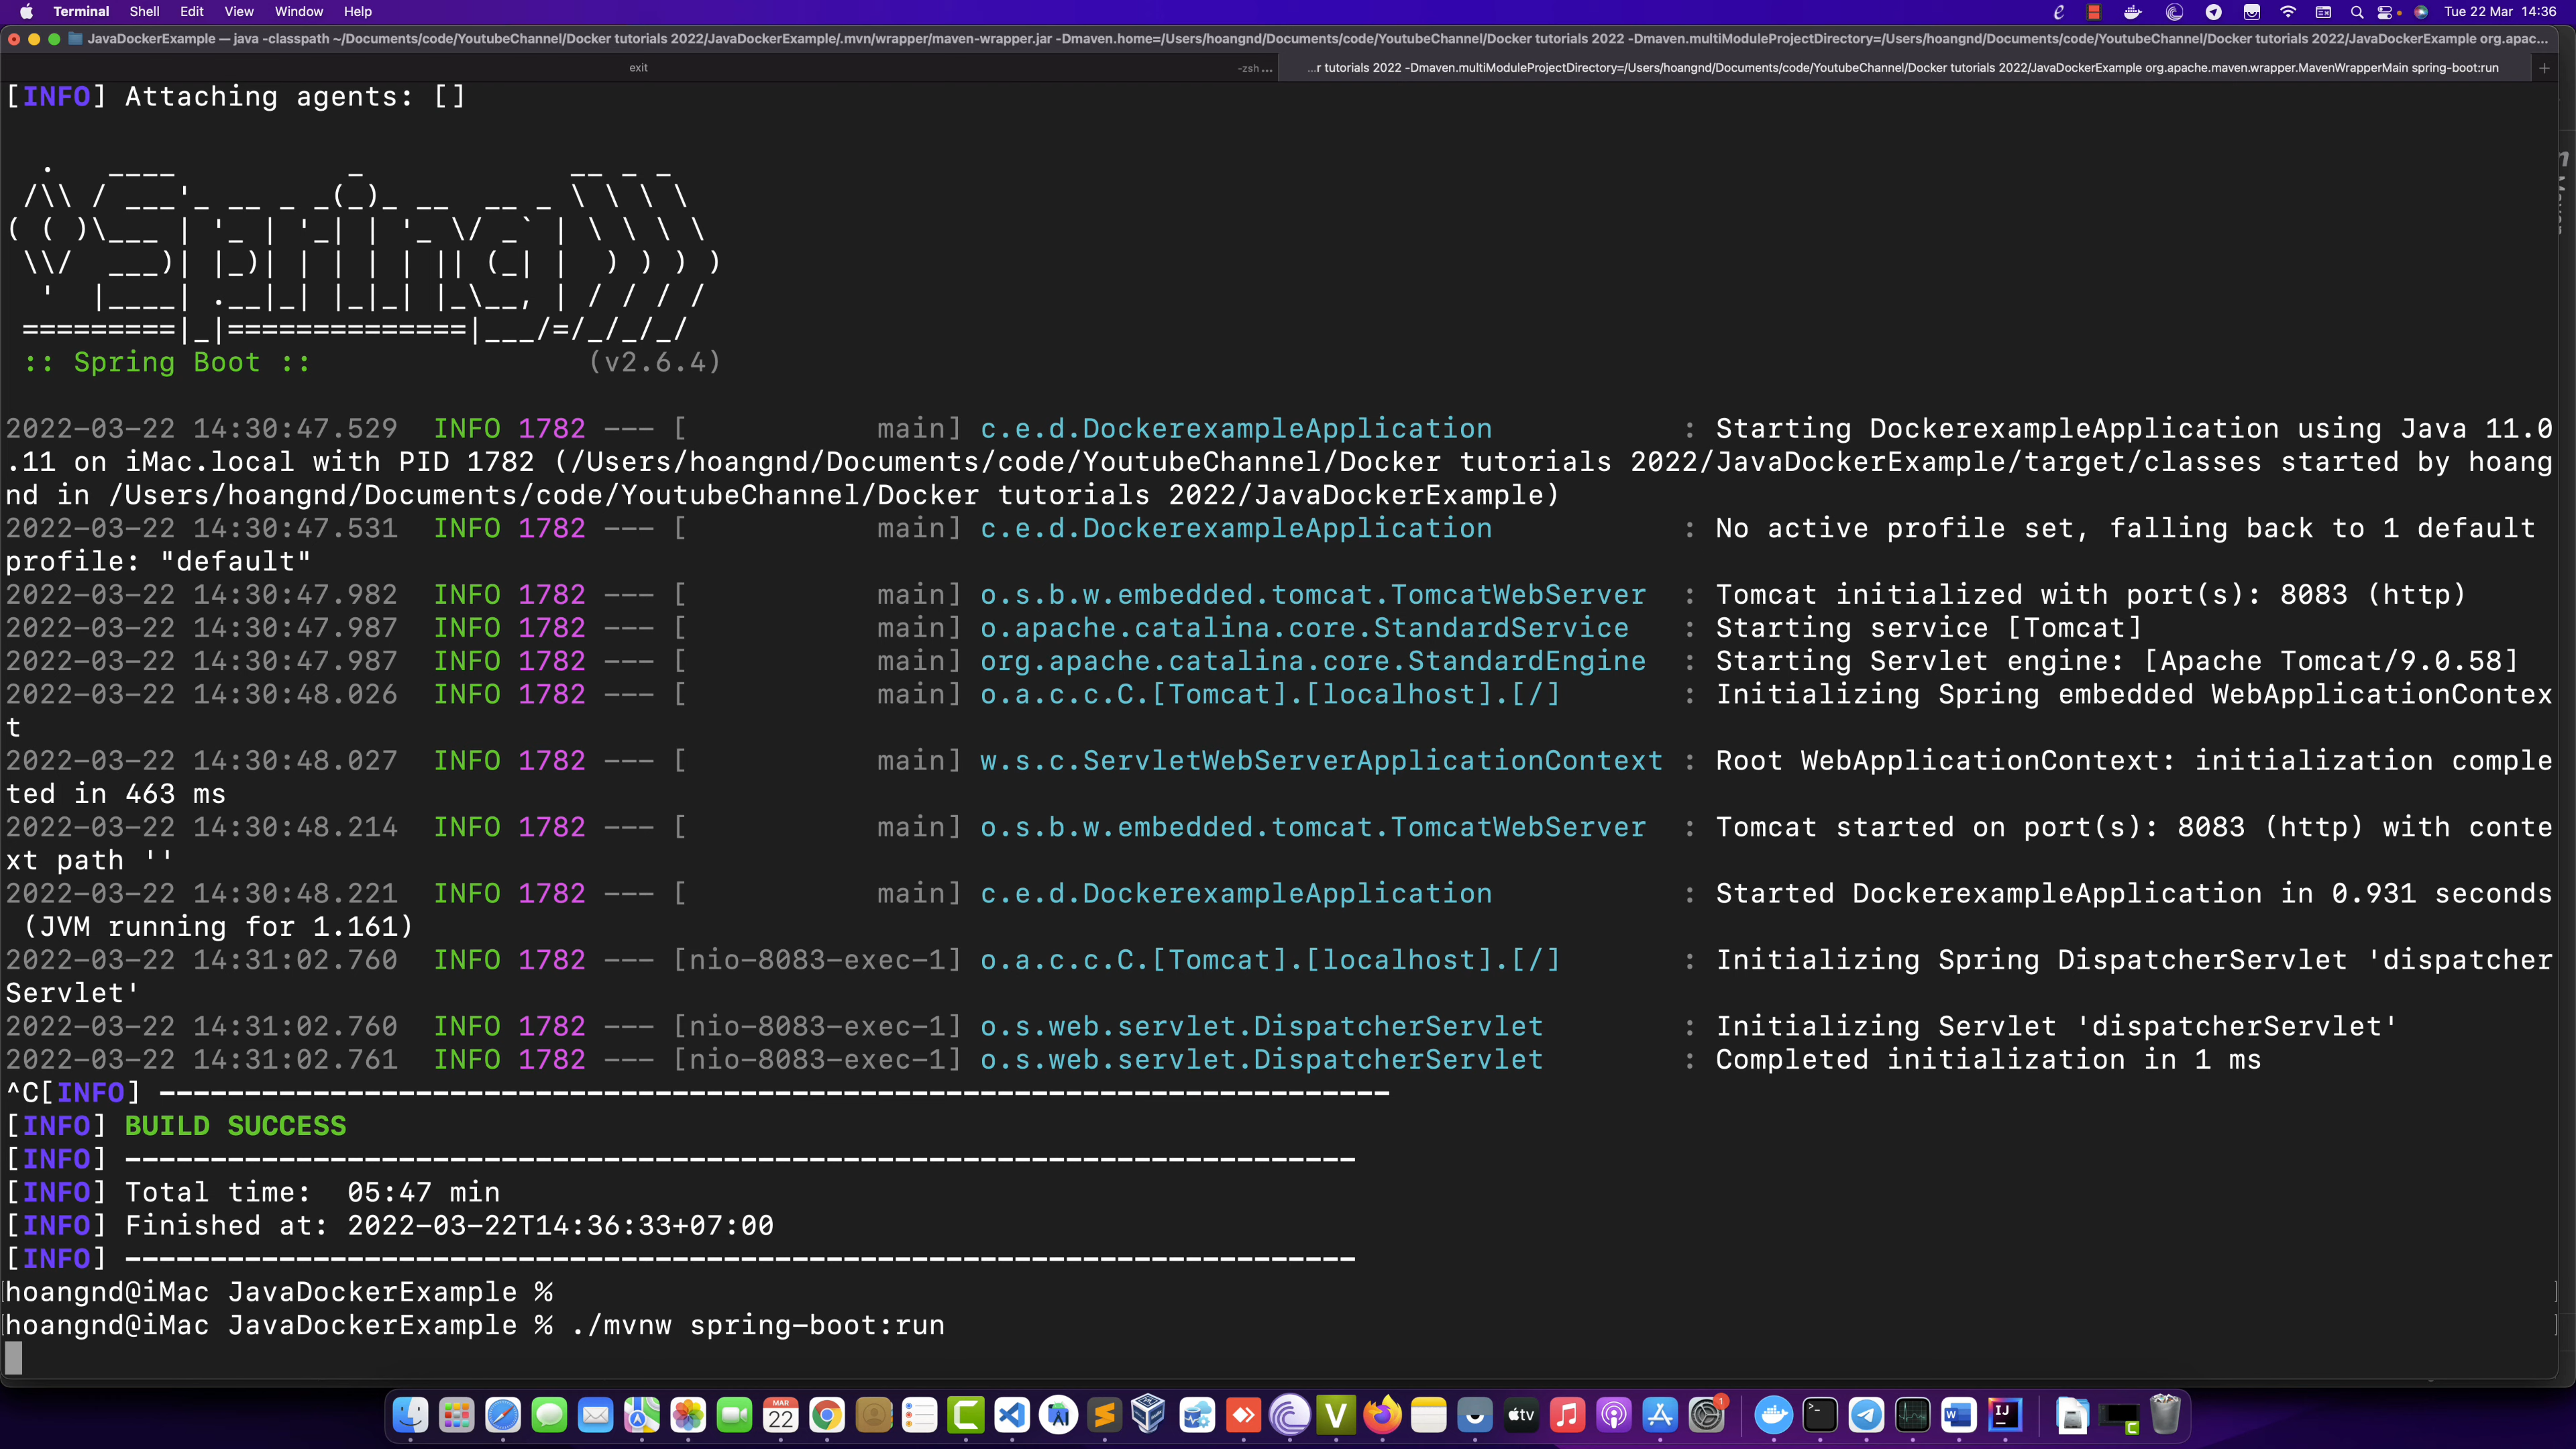 Terminal Shell Edit View Window Help Tue 22 Mar 14:36
JavaDockerExample — java -classpath ~/Documents/code/YoutubeChannel/Docker tutorials 2022/JavaDockerExample/.mvn/wrapper/maven-wrapper.jar -Dmaven.home=/Users/hoangnd/Documents/code/YoutubeChannel/Docker tutorials 2022 -Dmaven.multiModuleProjectDirectory=/Users/hoangnd/Documents/code/YoutubeChannel/Docker tutorials 2022/JavaDockerExample org.apac...
exit -zsh ... ...r tutorials 2022 -Dmaven.multiModuleProjectDirectory=/Users/hoangnd/Documents/code/YoutubeChannel/Docker tutorials 2022/JavaDockerExample org.apache.maven.wrapper.MavenWrapperMain spring-boot:run
[INFO] Attaching agents: []
  .   ____          _            __ _ _
 /\\ / ___'_ __ _ _(_)_ __  __ _ \ \ \ \
( ( )\___ | '_ | '_| | '_ \/ _` | \ \ \ \
 \\/  ___)| |_)| | | | | || (_| |  ) ) ) )
  '  |____| .__|_| |_|_| |_\__, | / / / /
 =========|_|==============|___/=/_/_/_/
 :: Spring Boot ::                (v2.6.4)
2022-03-22 14:30:47.529  INFO 1782 --- [           main] c.e.d.DockerexampleApplication           : Starting DockerexampleApplication using Java 11.0
.11 on iMac.local with PID 1782 (/Users/hoangnd/Documents/code/YoutubeChannel/Docker tutorials 2022/JavaDockerExample/target/classes started by hoang
nd in /Users/hoangnd/Documents/code/YoutubeChannel/Docker tutorials 2022/JavaDockerExample)
2022-03-22 14:30:47.531  INFO 1782 --- [           main] c.e.d.DockerexampleApplication           : No active profile set, falling back to 1 default
profile: "default"
2022-03-22 14:30:47.982  INFO 1782 --- [           main] o.s.b.w.embedded.tomcat.TomcatWebServer  : Tomcat initialized with port(s): 8083 (http)
2022-03-22 14:30:47.987  INFO 1782 --- [           main] o.apache.catalina.core.StandardService   : Starting service [Tomcat]
2022-03-22 14:30:47.987  INFO 1782 --- [           main] org.apache.catalina.core.StandardEngine  : Starting Servlet engine: [Apache Tomcat/9.0.58]
2022-03-22 14:30:48.026  INFO 1782 --- [           main] o.a.c.c.C.[Tomcat].[localhost].[/]       : Initializing Spring embedded WebApplicationContex
t
2022-03-22 14:30:48.027  INFO 1782 --- [           main] w.s.c.ServletWebServerApplicationContext : Root WebApplicationContext: initialization comple
ted in 463 ms
2022-03-22 14:30:48.214  INFO 1782 --- [           main] o.s.b.w.embedded.tomcat.TomcatWebServer  : Tomcat started on port(s): 8083 (http) with conte
xt path ''
2022-03-22 14:30:48.221  INFO 1782 --- [           main] c.e.d.DockerexampleApplication           : Started DockerexampleApplication in 0.931 seconds
 (JVM running for 1.161)
2022-03-22 14:31:02.760  INFO 1782 --- [nio-8083-exec-1] o.a.c.c.C.[Tomcat].[localhost].[/]       : Initializing Spring DispatcherServlet 'dispatcher
Servlet'
2022-03-22 14:31:02.760  INFO 1782 --- [nio-8083-exec-1] o.s.web.servlet.DispatcherServlet        : Initializing Servlet 'dispatcherServlet'
2022-03-22 14:31:02.761  INFO 1782 --- [nio-8083-exec-1] o.s.web.servlet.DispatcherServlet        : Completed initialization in 1 ms
^C[INFO] ------------------------------------------------------------------------
[INFO] BUILD SUCCESS
[INFO] ------------------------------------------------------------------------
[INFO] Total time:  05:47 min
[INFO] Finished at: 2022-03-22T14:36:33+07:00
[INFO] ------------------------------------------------------------------------
hoangnd@iMac JavaDockerExample %
hoangnd@iMac JavaDockerExample % ./mvnw spring-boot:run
MAR
22
tv
1
IJ